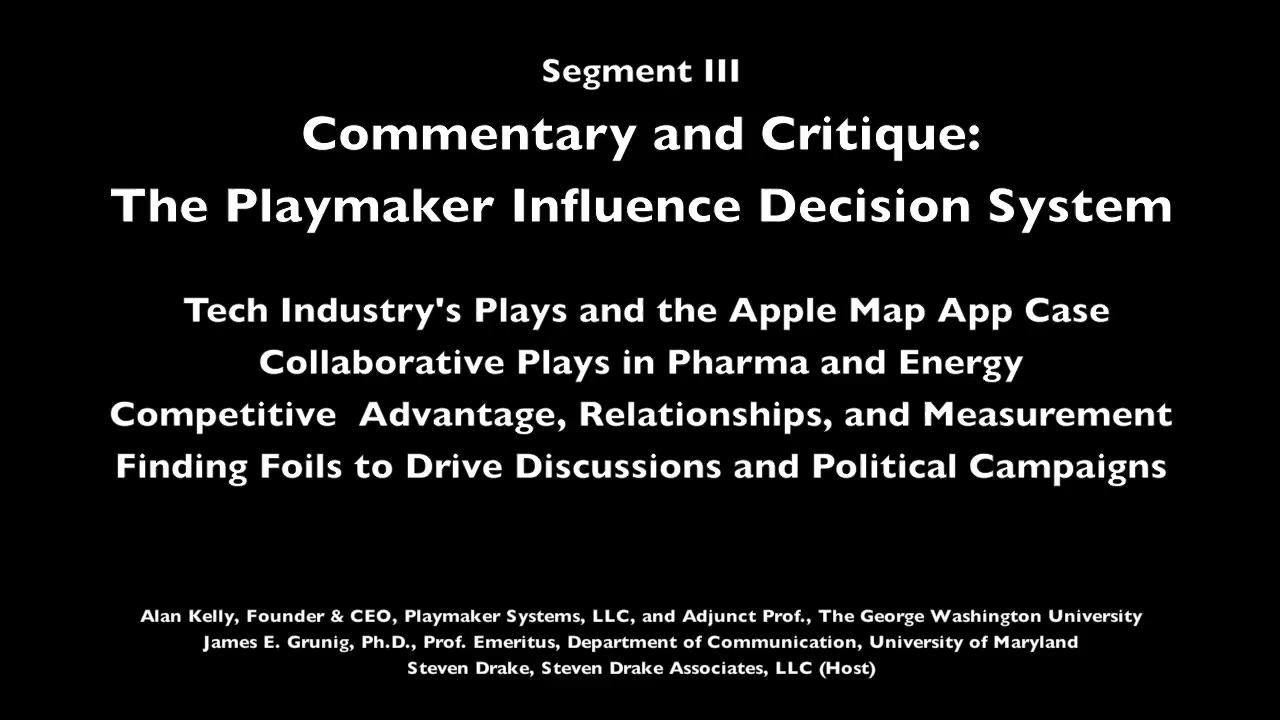 Segment III
Commentary and Critique:
The Playmaker Influence Decision System
Tech Industry's Plays and the Apple Map App Case
Collaborative Plays in Pharma and Energy
Competitive  Advantage, Relationships, and Measurement
Finding Foils to Drive Discussions and Political Campaigns
Alan Kelly, Founder & CEO, Playmaker Systems, LLC, and Adjunct Prof., The George Washington University
James E. Grunig, Ph.D., Prof. Emeritus, Department of Communication, University of Maryland
Steven Drake, Steven Drake Associates, LLC (Host)